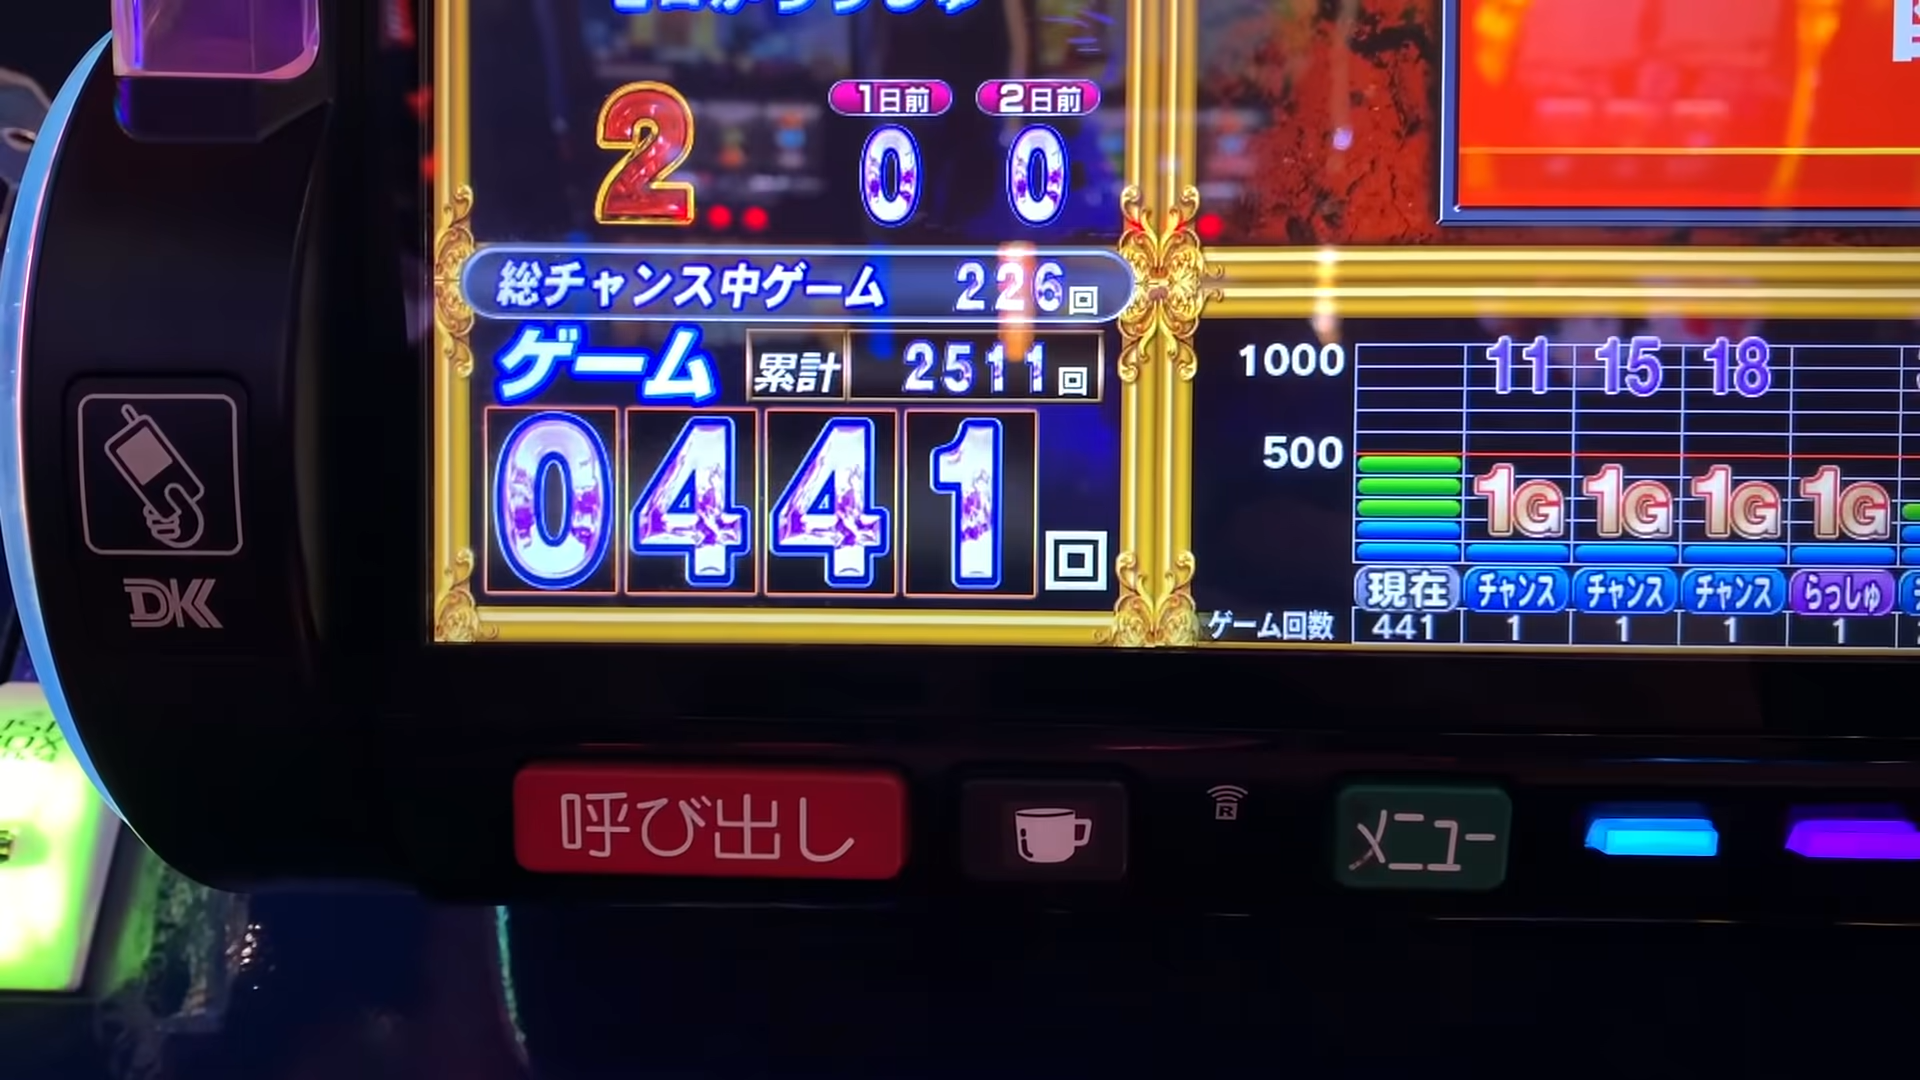 1日前 2日前
2 0 0
総チャンス中ゲーム 226回
ゲーム 累計 2511回
0441回
1000 11 15 18
500
1G 1G 1G 1G
現在 チャンス チャンス チャンス らっしゅ
ゲーム回数 441 1 1 1 1
DK
呼び出し
R
メニュー